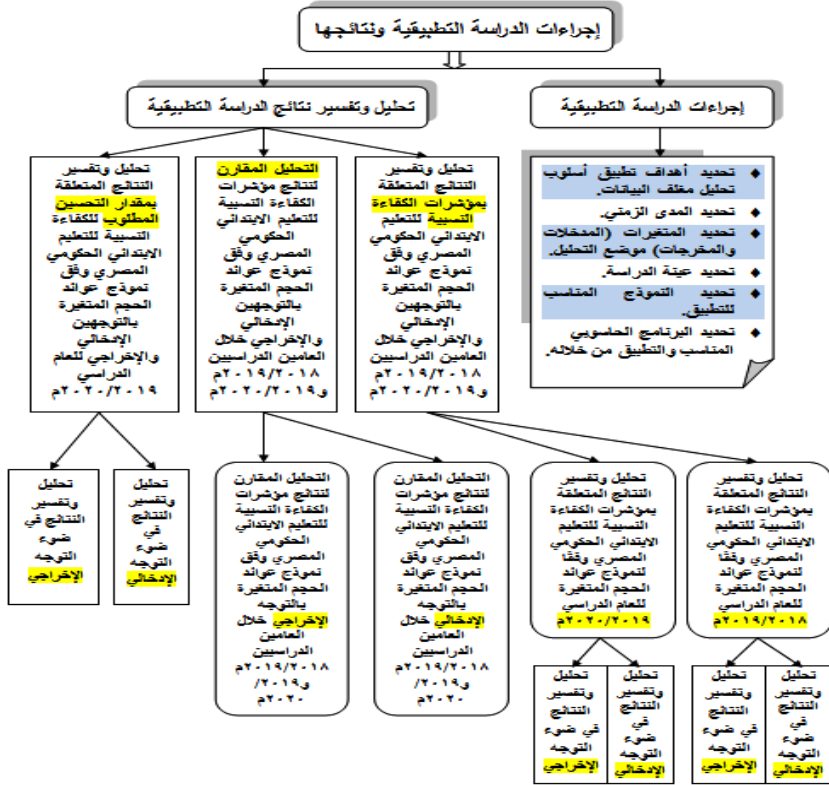 إجراءات الدراسة التطبيقية ونتائجها
إجراءات الدراسة التطبيقية
تحليل وتفسير نتائج الدراسة التطبيقية
♦ تحديد أهداف تطبيق أسلوب
تحليل مغلف البيانات.
♦ تحديد المدى الزمني.
♦ تحديد المتغيرات (المدخلات
والمخرجات) موضع التحليل.
♦ تحديد عينة الدراسة.
♦ تحديد النموذج المناسب
للتطبيق.
♦ تحديد البرنامج الحاسوبي
المناسب والتطبيق من خلاله.
تحليل وتفسير
النتائج المتعلقة
بمؤشرات الكفاءة
النسبية للتعليم
الابتدائي الحكومي
المصري وفق
نموذج عوائد
الحجم المتغيرة
بالتوجهين
الإدخالي
والإخراجي خلال
العامين الدراسيين
٢٠١٩/٢٠١٨م
و٢٠٢٠/٢٠١٩م
التحليل المقارن
لنتائج مؤشرات
الكفاءة النسبية
للتعليم الابتدائي
الحكومي
المصري وفق
نموذج عوائد
الحجم المتغيرة
بالتوجهين
الإدخالي
والإخراجي خلال
العامين الدراسيين
٢٠١٩/٢٠١٨م
و٢٠٢٠/٢٠١٩م
تحليل وتفسير
النتائج المتعلقة
بمقدار التحسين
المطلوب للكفاءة
النسبية للتعليم
الابتدائي الحكومي
المصري وفق
نموذج عوائد
الحجم المتغيرة
بالتوجهين
الإدخالي
والإخراجي للعام
الدراسي
٢٠٢٠/٢٠١٩م
تحليل وتفسير
النتائج المتعلقة
بمؤشرات الكفاءة
النسبية للتعليم
الابتدائي الحكومي
المصري وفقًا
لنموذج عوائد
الحجم المتغيرة
للعام الدراسي
٢٠١٩/٢٠١٨م
تحليل وتفسير
النتائج المتعلقة
بمؤشرات الكفاءة
النسبية للتعليم
الابتدائي الحكومي
المصري وفقًا
لنموذج عوائد
الحجم المتغيرة
للعام الدراسي
٢٠٢٠/٢٠١٩م
التحليل المقارن
لنتائج مؤشرات
الكفاءة النسبية
للتعليم الابتدائي
الحكومي
المصري وفق
نموذج عوائد
الحجم المتغيرة
بالتوجه
الإدخالي خلال
العامين
الدراسيين
٢٠١٩/٢٠١٨م
و٢٠١٩/
٢٠٢٠م
التحليل المقارن
لنتائج مؤشرات
الكفاءة النسبية
للتعليم الابتدائي
الحكومي
المصري وفق
نموذج عوائد
الحجم المتغيرة
بالتوجه
الإخراجي خلال
العامين
الدراسيين
٢٠١٩/٢٠١٨م
و٢٠١٩/
٢٠٢٠م
تحليل
وتفسير
النتائج
في
ضوء
التوجه
الإدخالي
تحليل
وتفسير
النتائج في
ضوء
التوجه
الإخراجي
تحليل
وتفسير
النتائج
في
ضوء
التوجه
الإدخالي
تحليل
وتفسير
النتائج
في ضوء
التوجه
الإخراجي
تحليل
وتفسير
النتائج
في
ضوء
التوجه
الإدخالي
تحليل
وتفسير
النتائج
في ضوء
التوجه
الإخراجي